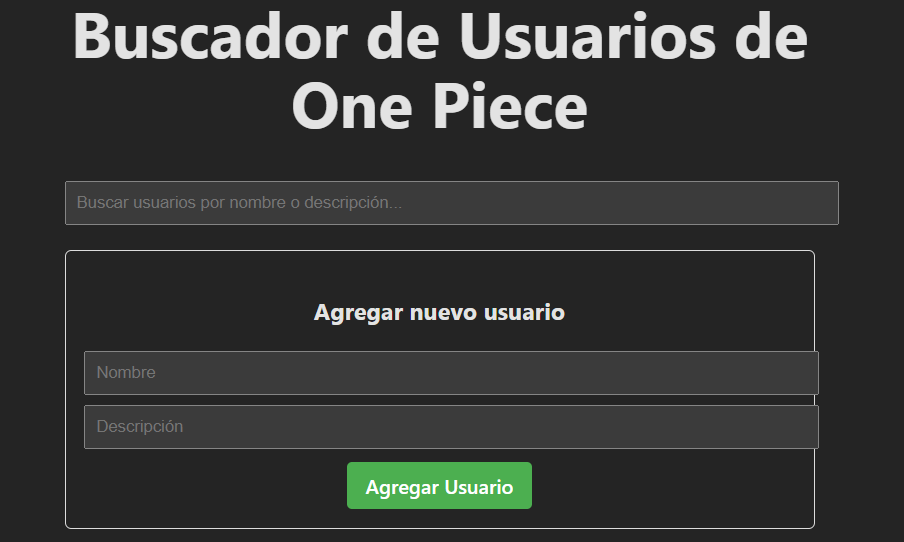 Buscador de Usuarios de
One Piece
Buscar usuarios por nombre o descripción...
Agregar nuevo usuario
Nombre
Descripción
Agregar Usuario